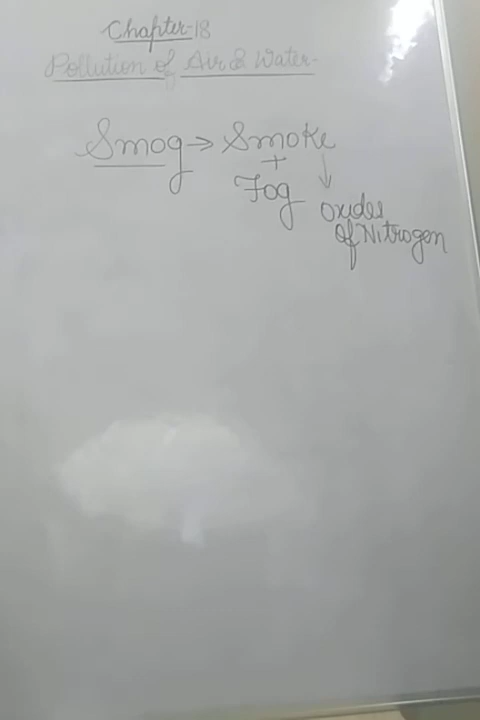 Chapter-18
Pollution of Air & Water-
Smog → Smoke
+
Fog ↓
Oxides
of Nitrogen